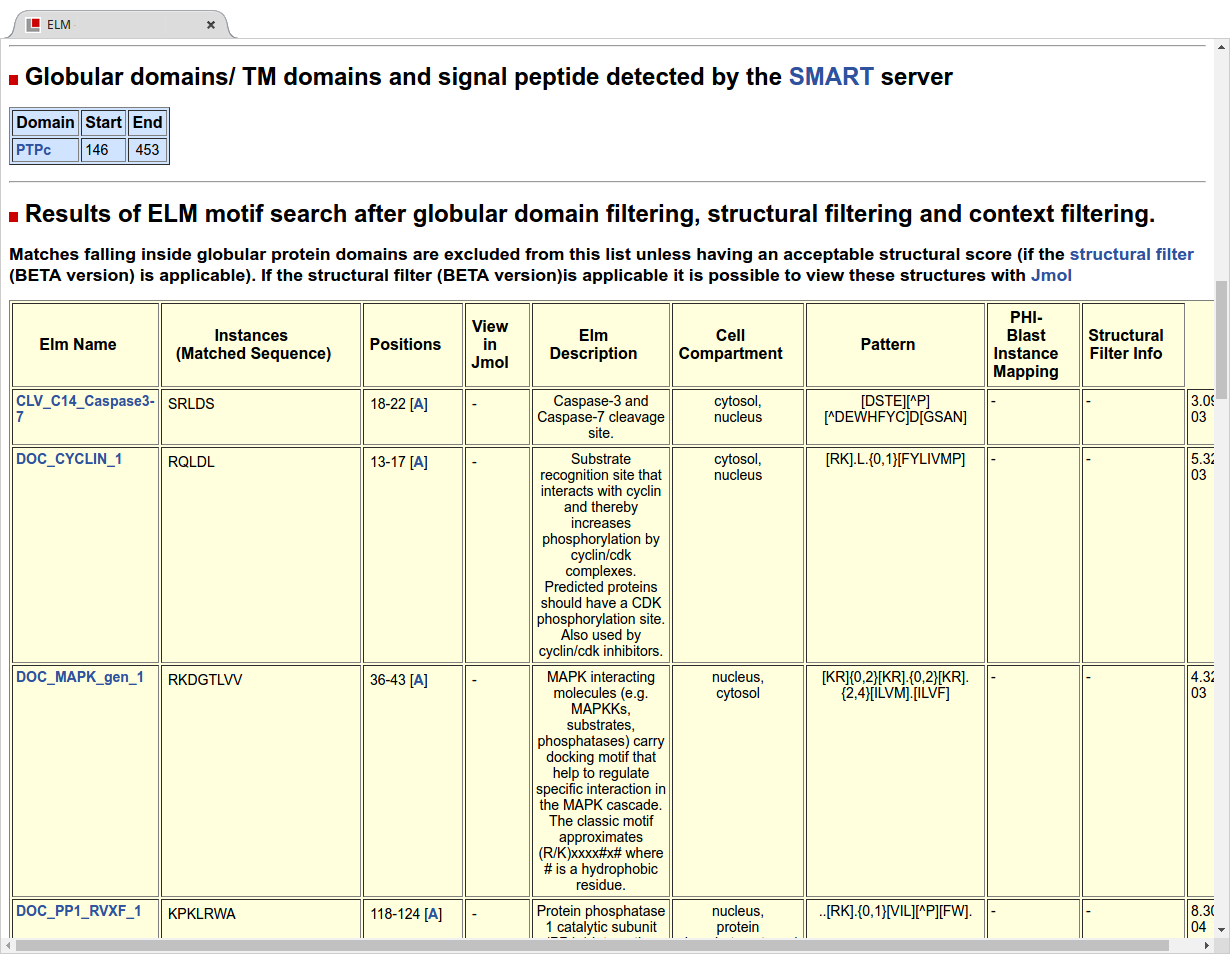 ELM
Globular domains/ TM domains and signal peptide detected by the SMART server
Domain Start End
PTPc 146 453
Results of ELM motif search after globular domain filtering, structural filtering and context filtering.
Matches falling inside globular protein domains are excluded from this list unless having an acceptable structural score (if the structural filter
(BETA version) is applicable). If the structural filter (BETA version)is applicable it is possible to view these structures with Jmol
Elm Name
Instances
(Matched Sequence)
Positions
View
in
Jmol
Elm
Description
Cell
Compartment
Pattern
PHI-
Blast
Instance
Mapping
Structural
Filter Info
CLV_C14_Caspase3-
7
SRLDS
18-22 [A]
-
Caspase-3 and
Caspase-7 cleavage
site.
cytosol,
nucleus
[DSTE][^P]
[^DEWHFYC]D[GSAN]
-
-
3.09
03
DOC_CYCLIN_1
RQLDL
13-17 [A]
-
Substrate
recognition site that
interacts with cyclin
and thereby
increases
phosphorylation by
cyclin/cdk
complexes.
Predicted proteins
should have a CDK
phosphorylation site.
Also used by
cyclin/cdk inhibitors.
cytosol,
nucleus
[RK].L.{0,1}[FYLIVMP]
-
-
5.32
03
DOC_MAPK_gen_1
RKDGTLVV
36-43 [A]
-
MAPK interacting
molecules (e.g.
MAPKKs,
substrates,
phosphatases) carry
docking motif that
help to regulate
specific interaction in
the MAPK cascade.
The classic motif
approximates
(R/K)xxxx#x# where
# is a hydrophobic
residue.
nucleus,
cytosol
[KR]{0,2}[KR].{0,2}[KR].
{2,4}[ILVM].[ILVF]
-
-
4.32
03
DOC_PP1_RVXF_1
KPKLRWA
118-124 [A]
-
Protein phosphatase
1 catalytic subunit
nucleus,
protein
..[RK].{0,1}[VIL][^P][FW].
-
-
8.30
04